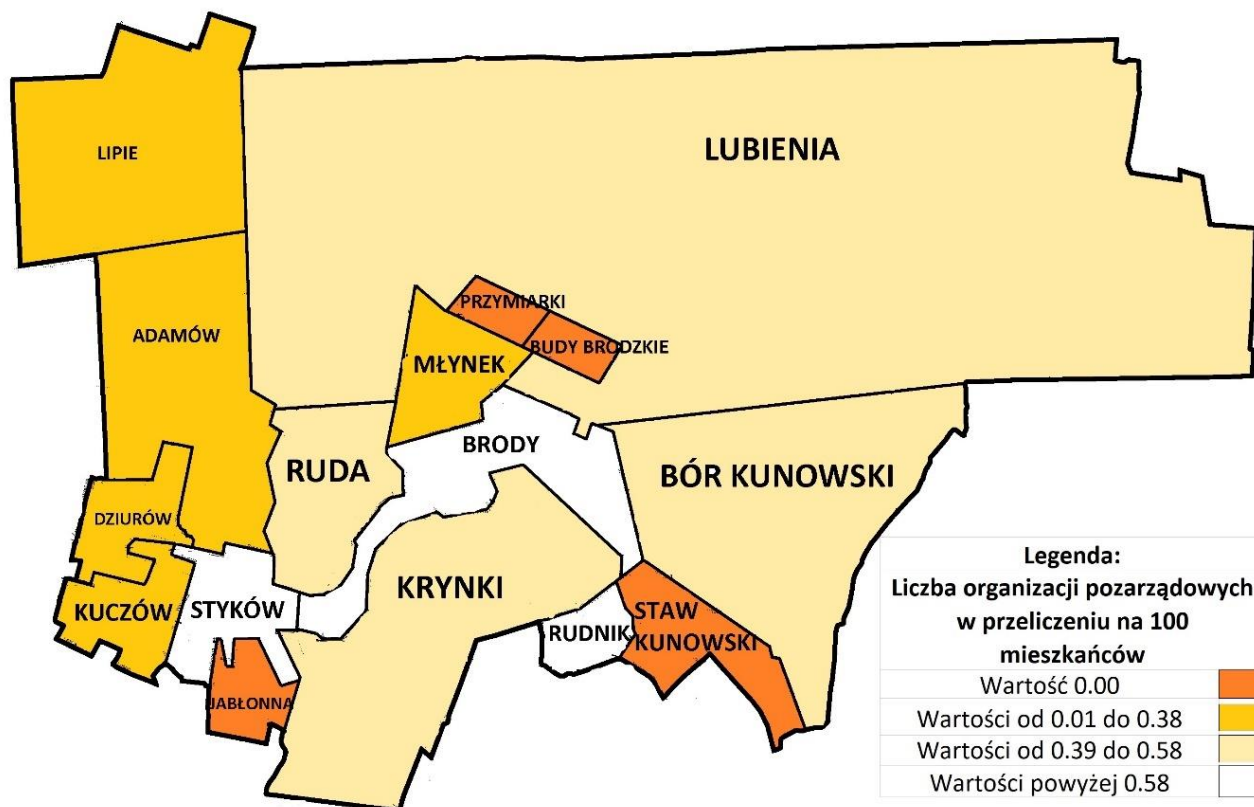 LIPIE
LUBIENIA
ADAMÓW
PRZYMIARKI
BUDY BRODZKIE
MŁYNEK
BRODY
RUDA
BÓR KUNOWSKI
DZIURÓW
KRYNKI
KUCZÓW
STYKÓW
RUDNIK
STAW
KUNOWSKI
JABŁONNA
Legenda:
Liczba organizacji pozarządowych
w przeliczeniu na 100
mieszkańców
Wartość 0.00
Wartości od 0.01 do 0.38
Wartości od 0.39 do 0.58
Wartości powyżej 0.58